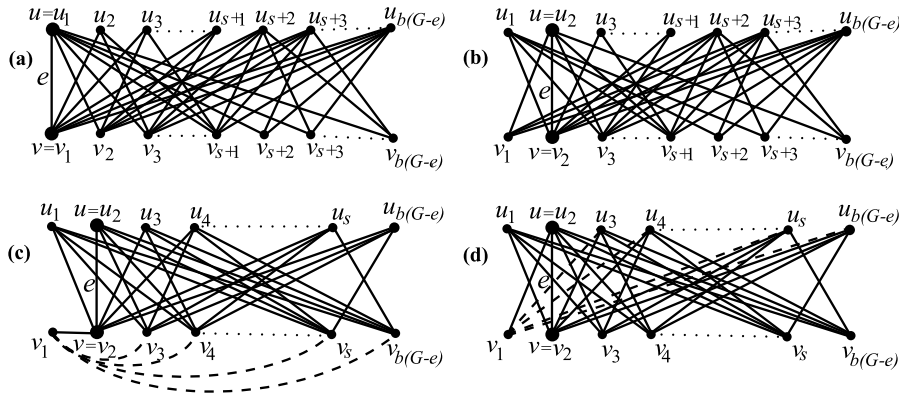 u=u1 u2 u3 us+1 us+2 us+3 ub(G-e)
(a) e
v=v1 v2 v3 vs+1 vs+2 vs+3 vb(G-e)
u1 u=u2 u3 us+1 us+2 us+3 ub(G-e)
(b) e
v1 v=v2 v3 vs+1 vs+2 vs+3 vb(G-e)
u1 u=u2 u3 u4 us ub(G-e)
(c) e
v1 v=v2 v3 v4 vs vb(G-e)
u1 u=u2 u3 u4 us ub(G-e)
(d) e
v1 v=v2 v3 v4 vs vb(G-e)